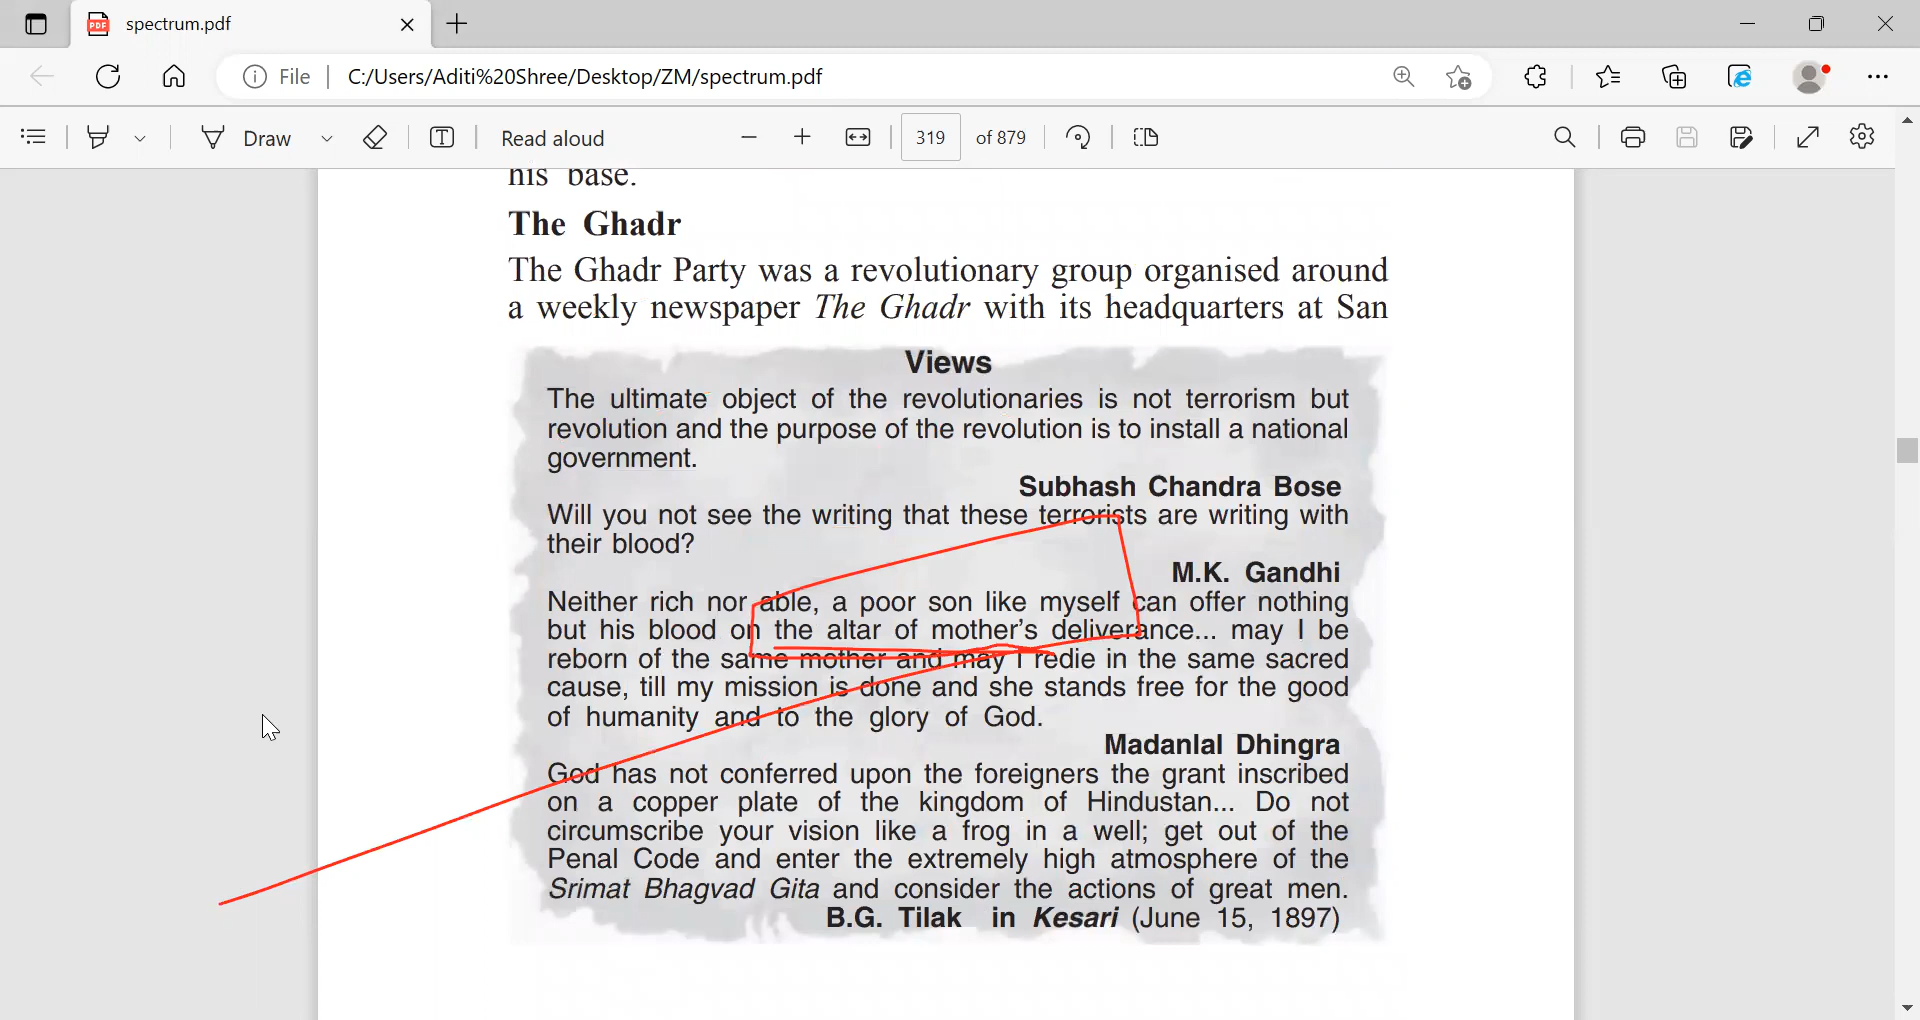 spectrum.pdf
File
C:/Users/Aditi%20Shree/Desktop/ZM/spectrum.pdf
Draw
Read aloud
319 of 879
his base.
The Ghadr
The Ghadr Party was a revolutionary group organised around
a weekly newspaper The Ghadr with its headquarters at San
Views
The ultimate object of the revolutionaries is not terrorism but
revolution and the purpose of the revolution is to install a national
government.
Subhash Chandra Bose
Will you not see the writing that these terrorists are writing with
their blood?
M.K. Gandhi
Neither rich nor able, a poor son like myself can offer nothing
but his blood on the altar of mother's deliverance... may I be
reborn of the same mother and may I redie in the same sacred
cause, till my mission is done and she stands free for the good
of humanity and to the glory of God.
Madanlal Dhingra
God has not conferred upon the foreigners the grant inscribed
on a copper plate of the kingdom of Hindustan... Do not
circumscribe your vision like a frog in a well; get out of the
Penal Code and enter the extremely high atmosphere of the
Srimat Bhagvad Gita and consider the actions of great men.
B.G. Tilak in Kesari (June 15, 1897)